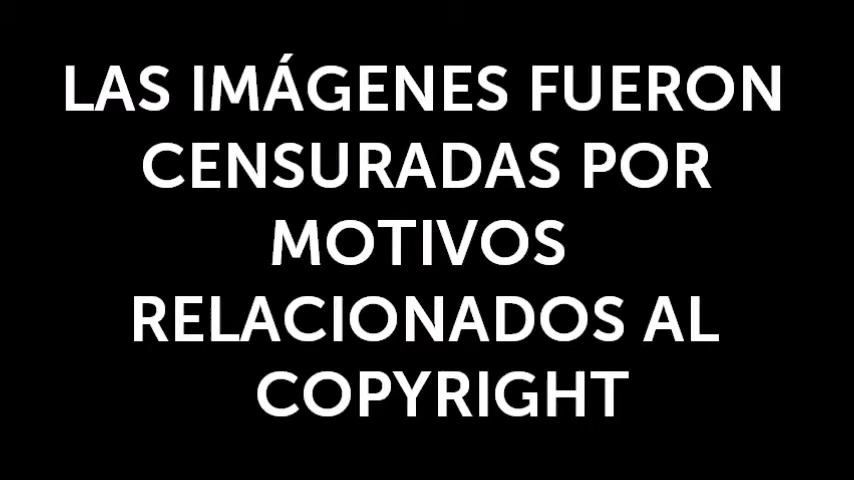 LAS IMÁGENES FUERON
CENSURADAS POR
MOTIVOS
RELACIONADOS AL
COPYRIGHT